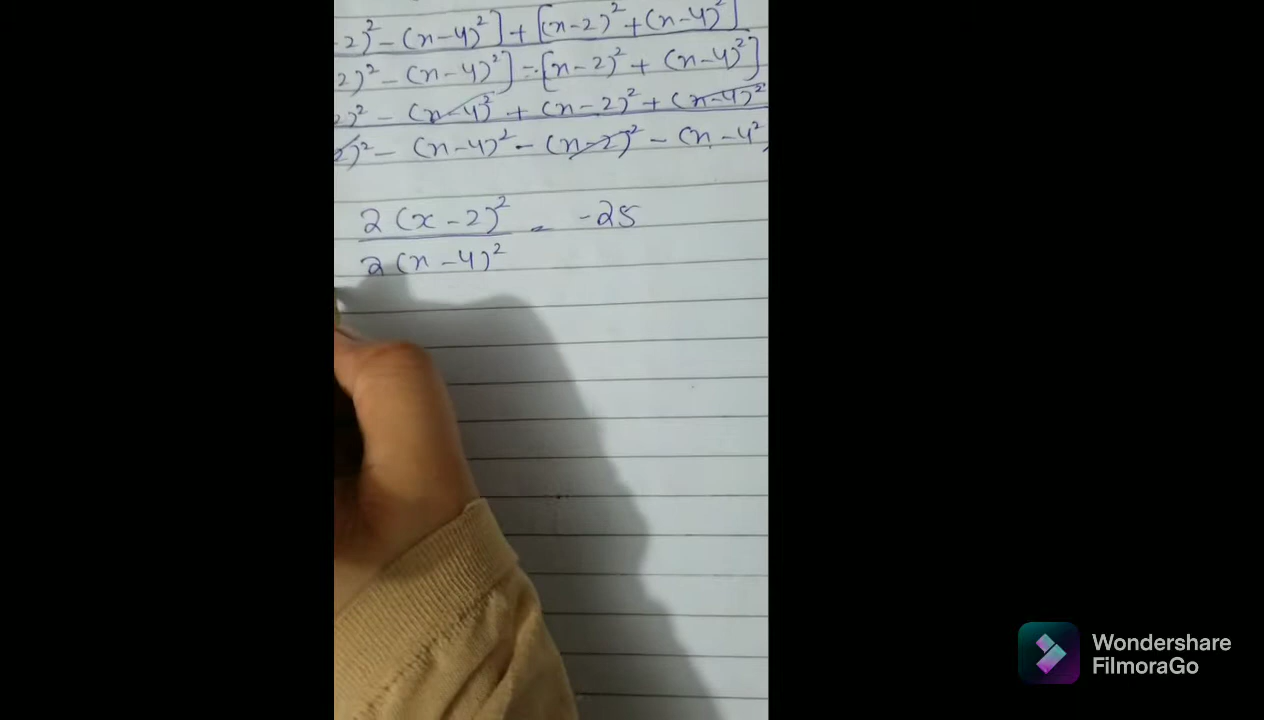 2)² - (x-4)²] + [(x-2)² + (x-4)²]
2)² - (x-4)²] - [(x-2)² + (x-4)²]
2)² - (x-4)² + (x-2)² + (x-4)²
2)² - (x-4)² - (x-2)² - (x-4²
2(x-2)² = -25
2(x-4)²
Wondershare
FilmoraGo